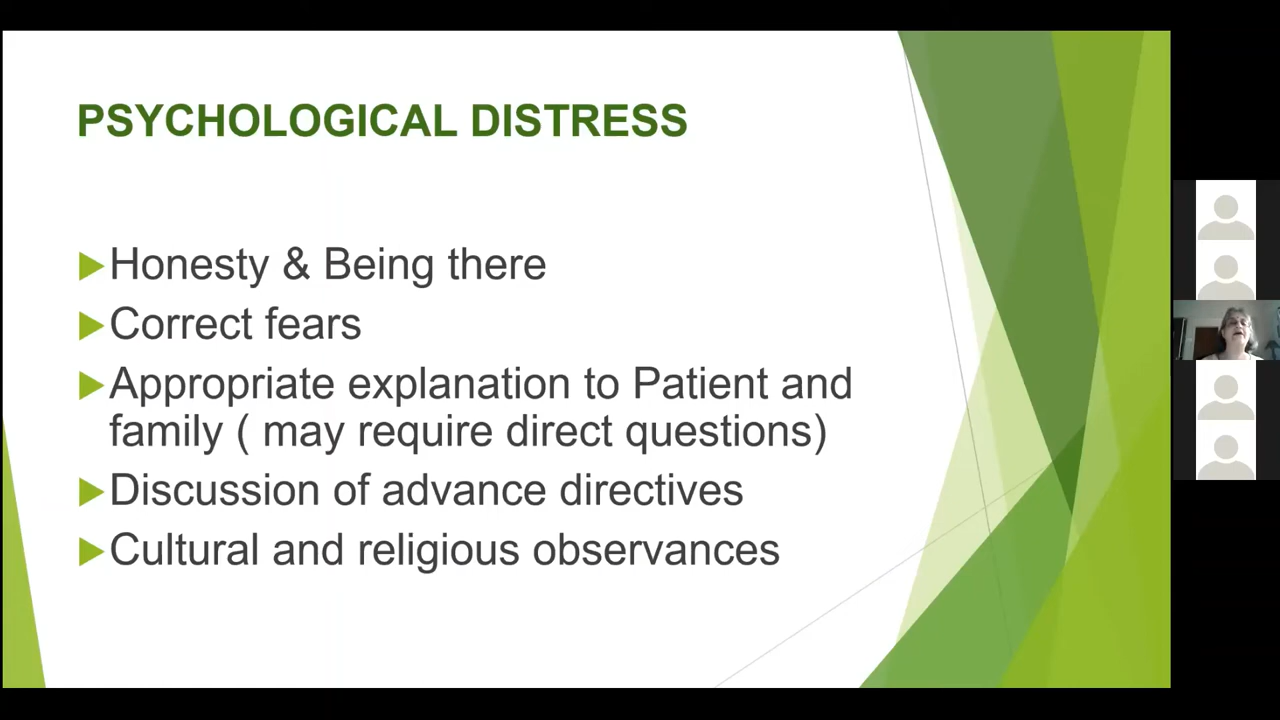 PSYCHOLOGICAL DISTRESS
Honesty & Being there
Correct fears
Appropriate explanation to Patient and
family ( may require direct questions)
Discussion of advance directives
Cultural and religious observances